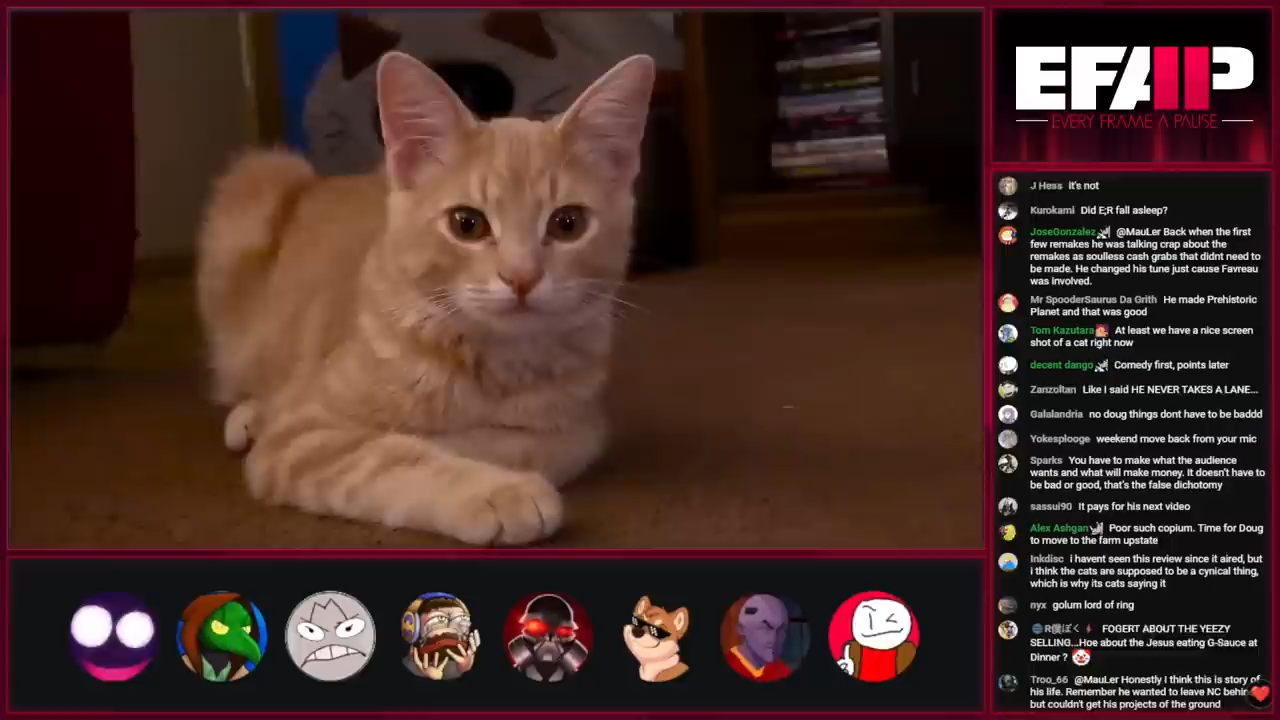 EFAP
EVERY FRAME A PAUSE
J Hess it's not
Kurokami Did E;R fall asleep?
JoseGonzalez @MauLer Back when the first
few remakes he was talking crap about the
remakes as soulless cash grabs that didnt need to
be made. He changed his tune just cause Favreau
was involved.
Mr SpooderSaurus Da Grith He made Prehistoric
Planet and that was good
Tom Kazutara At least we have a nice screen
shot of a cat right now
decent dango Comedy first, points later
Zanzoltan Like I said HE NEVER TAKES A LANE...
Galalandria no doug things dont have to be baddd
Yokesplooge weekend move back from your mic
Sparks You have to make what the audience
wants and what will make money. It doesn't have to
be bad or good, that's the false dichotomy
sassui90 It pays for his next video
Alex Ashgan Poor such copium. Time for Doug
to move to the farm upstate
Inkdisc i havent seen this review since it aired, but
i think the cats are supposed to be a cynical thing,
which is why its cats saying it
nyx golum lord of ring
R僕ぼく FOGERT ABOUT THE YEEZY
SELLING...Hoe about the Jesus eating G-Sauce at
Dinner ?
Troo_66 @MauLer Honestly I think this is story of
his life. Remember he wanted to leave NC behin
but couldn't get his projects of the ground